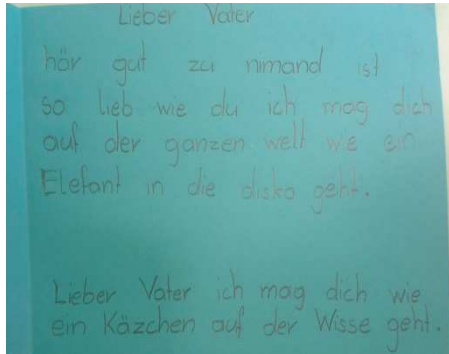 Lieber Vater
hör gut zu nimand ist
so lieb wie du ich mag dich
auf der ganzen welt wie ein
Elefant in die disko geht.
Lieber Vater ich mag dich wie
ein Käzchen auf der Wisse geht.